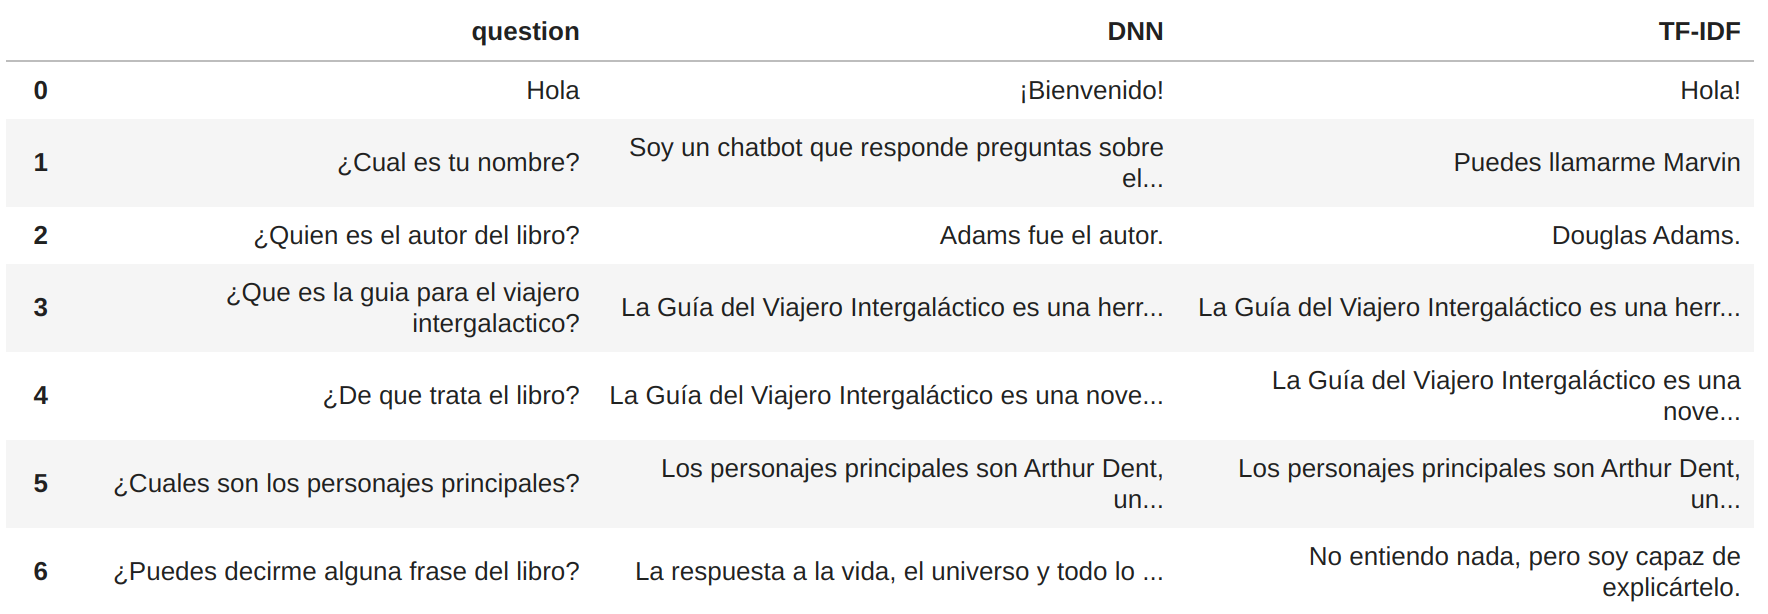 question DNN TF-IDF
0 Hola ¡Bienvenido! Hola!
1 ¿Cual es tu nombre? Soy un chatbot que responde preguntas sobre el... Puedes llamarme Marvin
2 ¿Quien es el autor del libro? Adams fue el autor. Douglas Adams.
3 ¿Que es la guia para el viajero intergalactico? La Guía del Viajero Intergaláctico es una herr... La Guía del Viajero Intergaláctico es una herr...
4 ¿De que trata el libro? La Guía del Viajero Intergaláctico es una nove... La Guía del Viajero Intergaláctico es una nove...
5 ¿Cuales son los personajes principales? Los personajes principales son Arthur Dent, un... Los personajes principales son Arthur Dent, un...
6 ¿Puedes decirme alguna frase del libro? La respuesta a la vida, el universo y todo lo ... No entiendo nada, pero soy capaz de explicártelo.